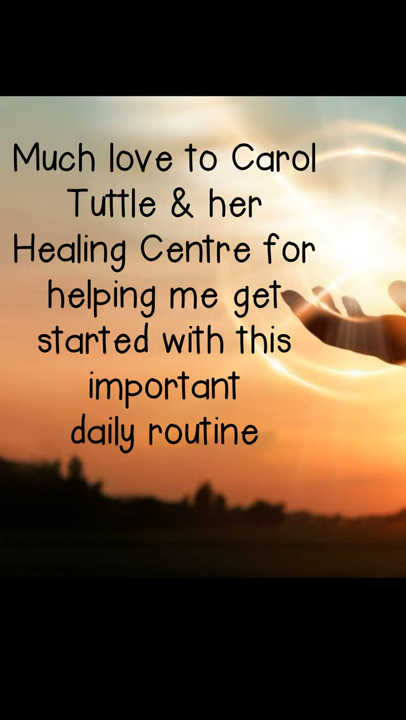 Much love to Carol
Tuttle & her
Healing Centre for
helping me get
started with this
important
daily routine